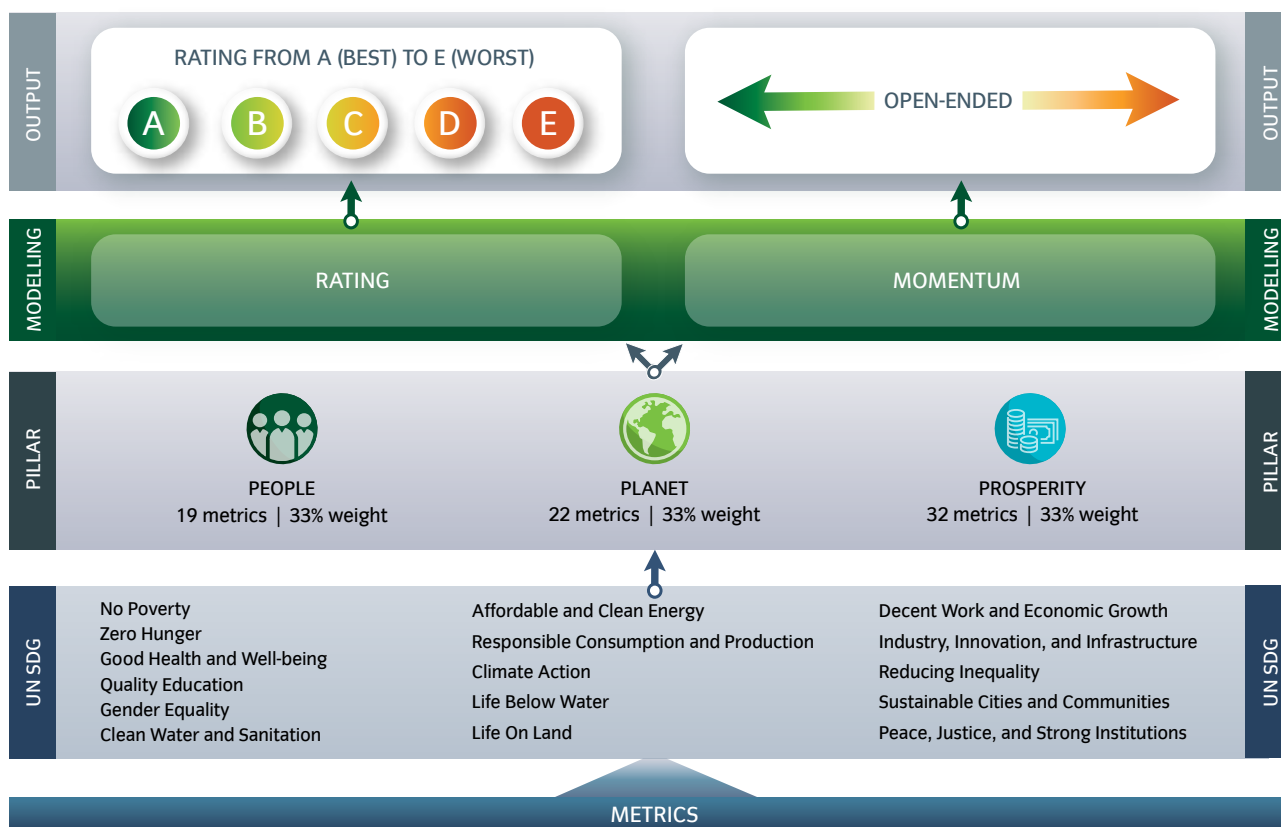 OUTPUT
RATING FROM A (BEST) TO E (WORST)
A B C D E
OPEN-ENDED
OUTPUT
MODELLING
RATING
MOMENTUM
MODELLING
PILLAR
PEOPLE
19 metrics | 33% weight
PLANET
22 metrics | 33% weight
PROSPERITY
32 metrics | 33% weight
PILLAR
UN SDG
No Poverty
Zero Hunger
Good Health and Well-being
Quality Education
Gender Equality
Clean Water and Sanitation
Affordable and Clean Energy
Responsible Consumption and Production
Climate Action
Life Below Water
Life On Land
Decent Work and Economic Growth
Industry, Innovation, and Infrastructure
Reducing Inequality
Sustainable Cities and Communities
Peace, Justice, and Strong Institutions
UN SDG
METRICS